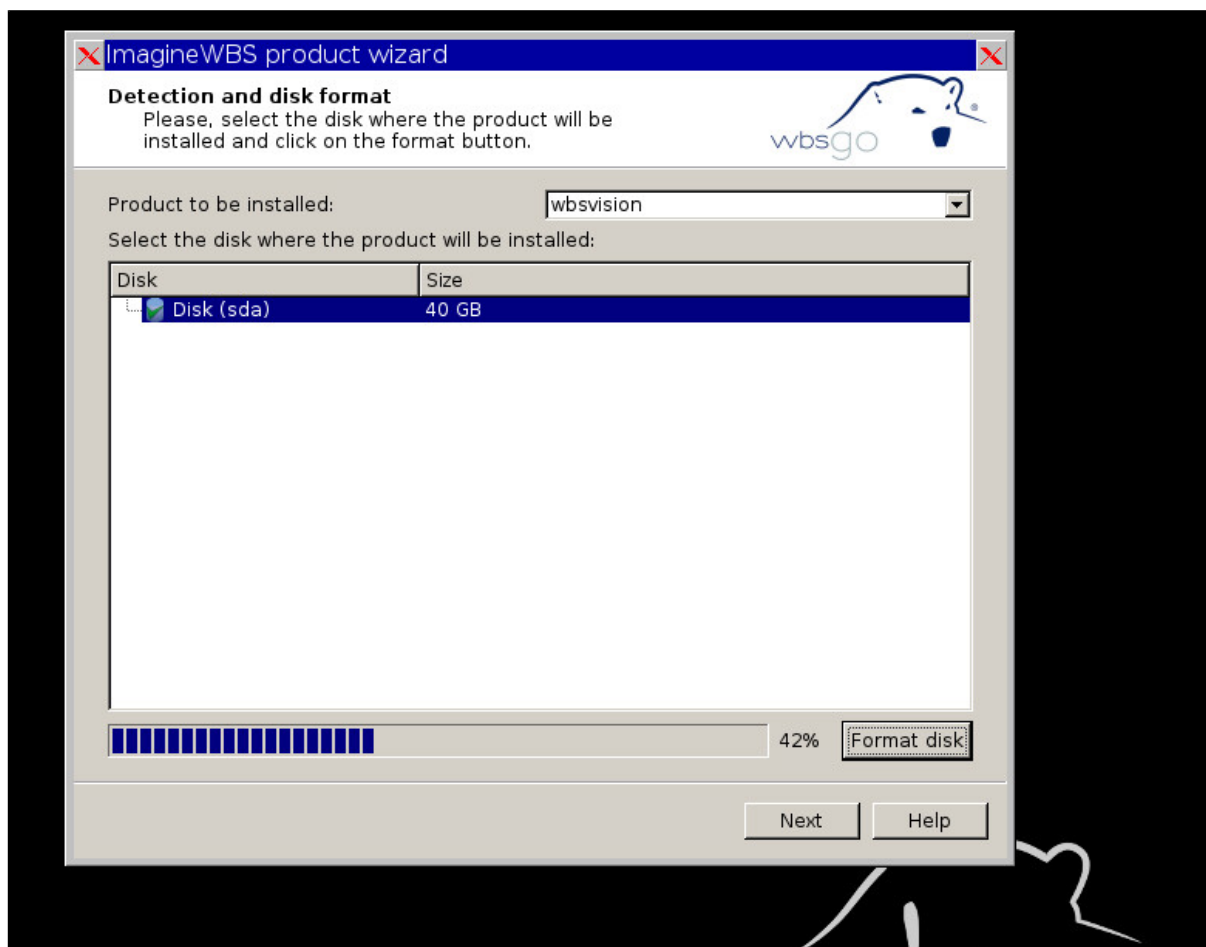 ImagineWBS product wizard
Detection and disk format
Please, select the disk where the product will be
installed and click on the format button.
wbsgo
Product to be installed:
wbsvision
Select the disk where the product will be installed:
Disk
Size
Disk (sda)
40 GB
42%
Format disk
Next
Help